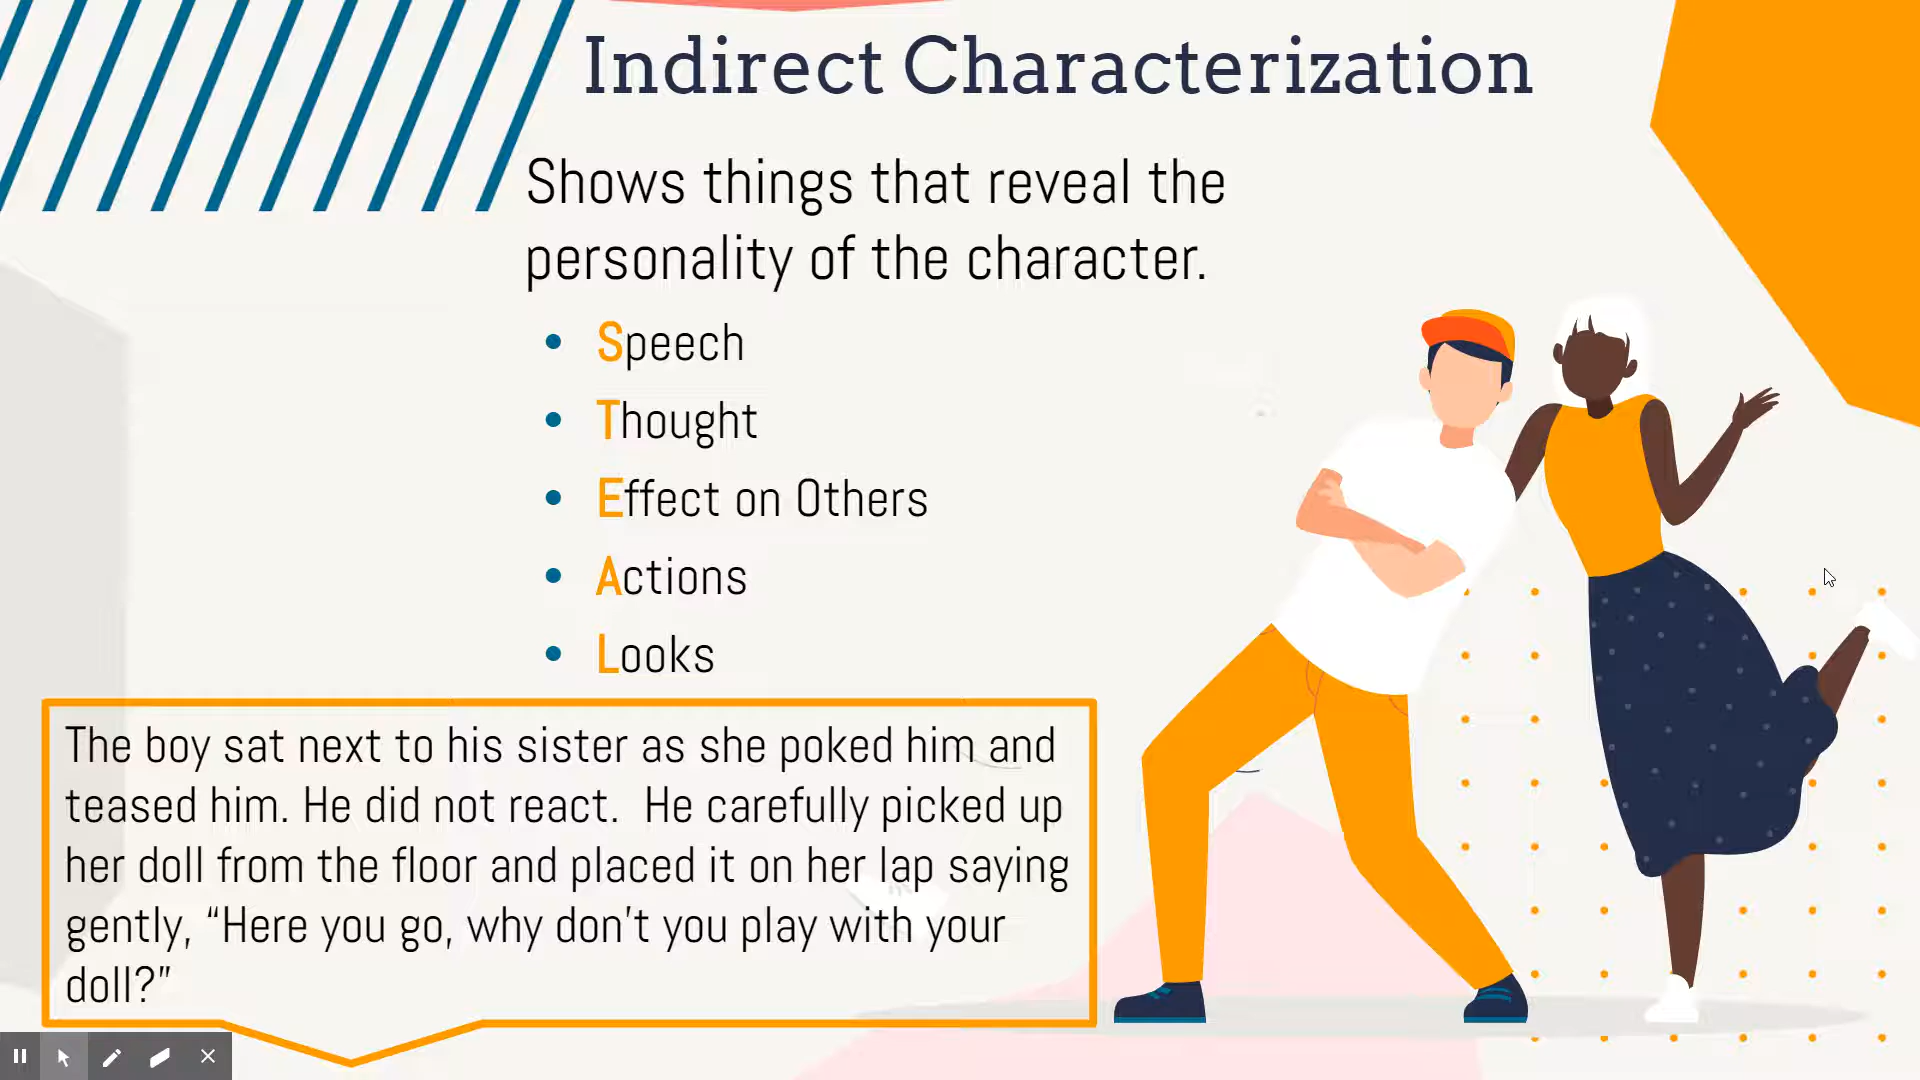 Indirect Characterization
Shows things that reveal the
personality of the character.
• Speech
• Thought
• Effect on Others
• Actions
• Looks
The boy sat next to his sister as she poked him and
teased him. He did not react.  He carefully picked up
her doll from the floor and placed it on her lap saying
gently, “Here you go, why don’t you play with your
doll?”